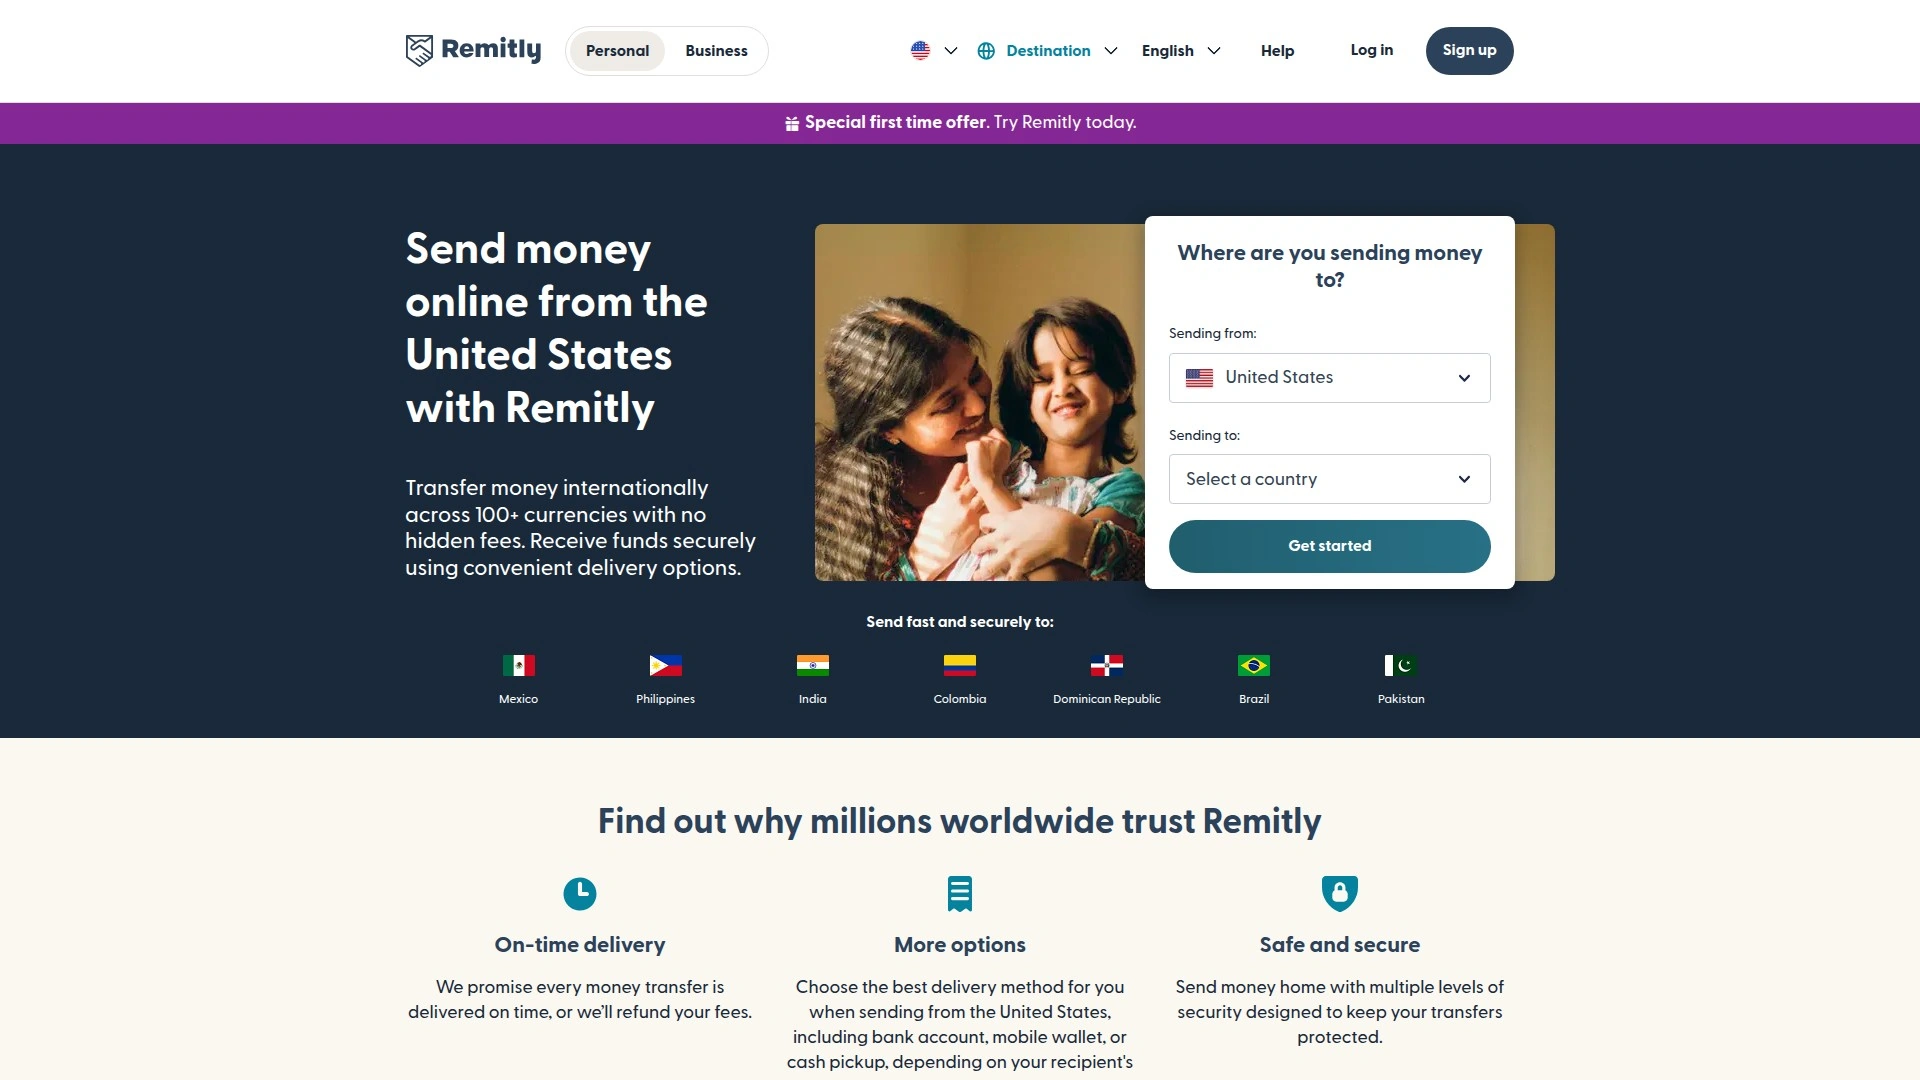 Remitly
Personal
Business
Destination
English
Help
Log in
Sign up
Special first time offer. Try Remitly today.
Send money
online from the
United States
with Remitly
Transfer money internationally
across 100+ currencies with no
hidden fees. Receive funds securely
using convenient delivery options.
Where are you sending money
to?
Sending from:
United States
Sending to:
Select a country
Get started
Send fast and securely to:
Mexico
Philippines
India
Colombia
Dominican Republic
Brazil
Pakistan
Find out why millions worldwide trust Remitly
On-time delivery
We promise every money transfer is
delivered on time, or we’ll refund your fees.
More options
Choose the best delivery method for you
when sending from the United States,
including bank account, mobile wallet, or
cash pickup, depending on your recipient's
Safe and secure
Send money home with multiple levels of
security designed to keep your transfers
protected.